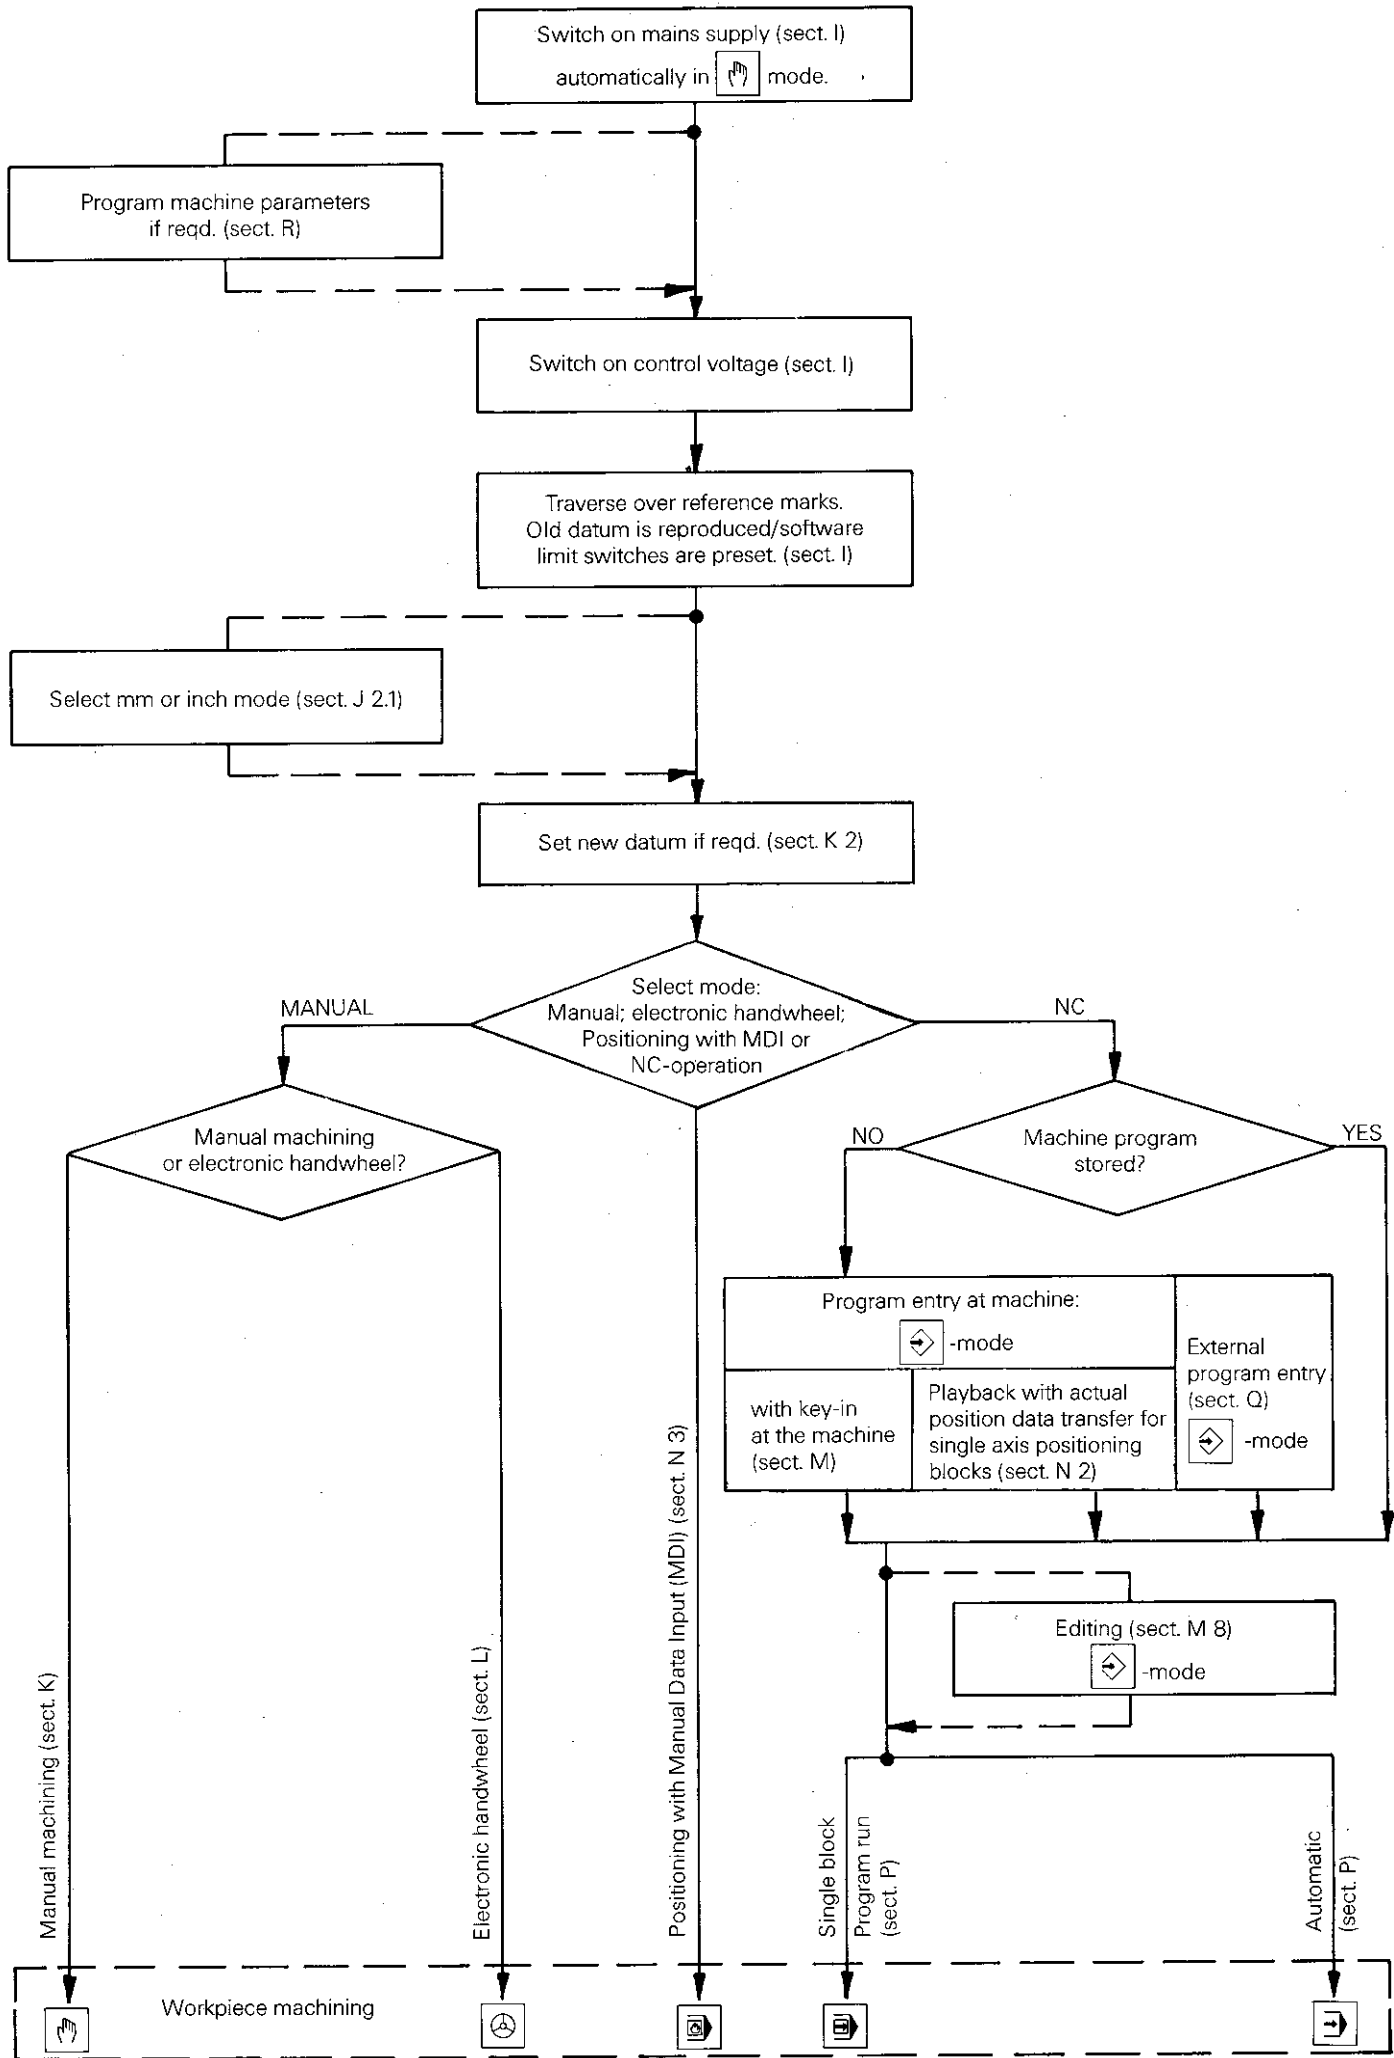 Switch on mains supply (sect. I)
automatically in mode.
Program machine parameters
if reqd. (sect. R)
Switch on control voltage (sect. I)
Traverse over reference marks.
Old datum is reproduced/software
limit switches are preset. (sect. I)
Select mm or inch mode (sect. J 2.1)
Set new datum if reqd. (sect. K 2)
Select mode:
Manual; electronic handwheel;
Positioning with MDI or
NC-operation
MANUAL
NC
Manual machining
or electronic handwheel?
NO
Machine program
stored?
YES
Program entry at machine:
-mode
with key-in
at the machine
(sect. M)
Playback with actual
position data transfer for
single axis positioning
blocks (sect. N 2)
External
program entry
(sect. Q)
-mode
Editing (sect. M 8)
-mode
Manual machining (sect. K)
Electronic handwheel (sect. L)
Positioning with Manual Data Input (MDI) (sect. N 3)
Single block
Program run
(sect. P)
Automatic
(sect. P)
Workpiece machining